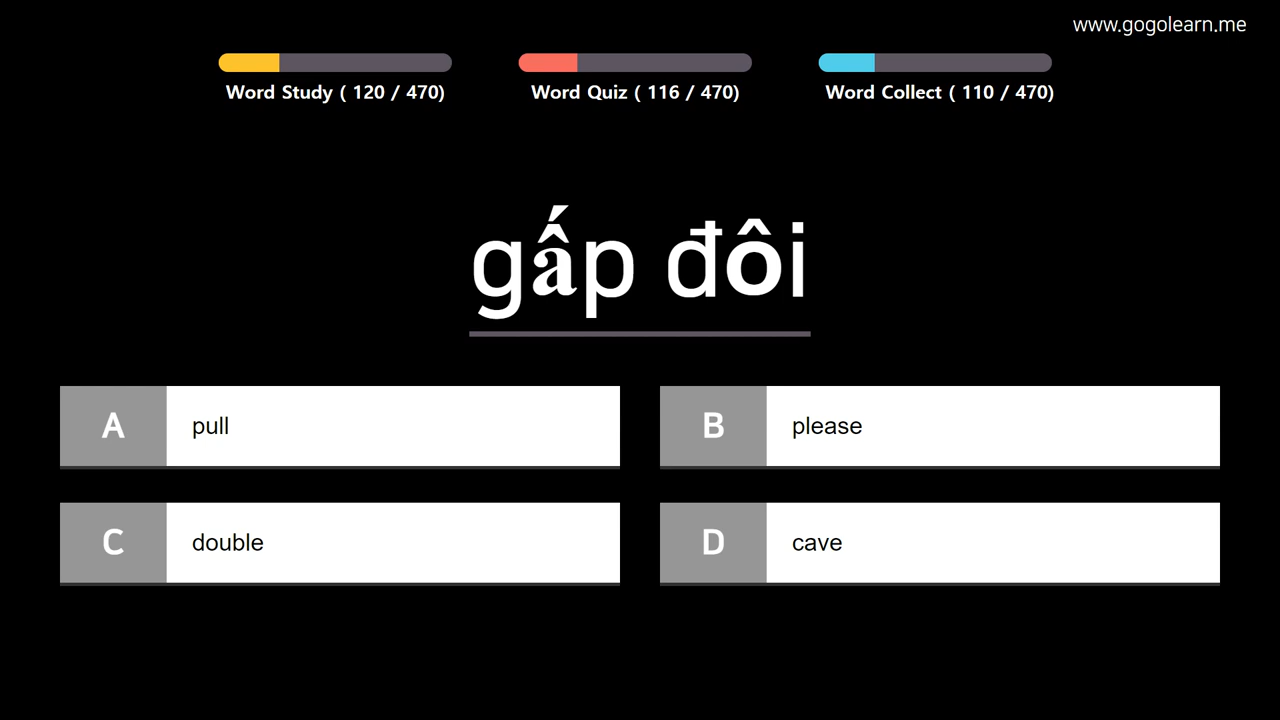 www.gogolearn.me
Word Study ( 120 / 470)
Word Quiz ( 116 / 470)
Word Collect ( 110 / 470)
gấp đôi
A pull
B please
C double
D cave